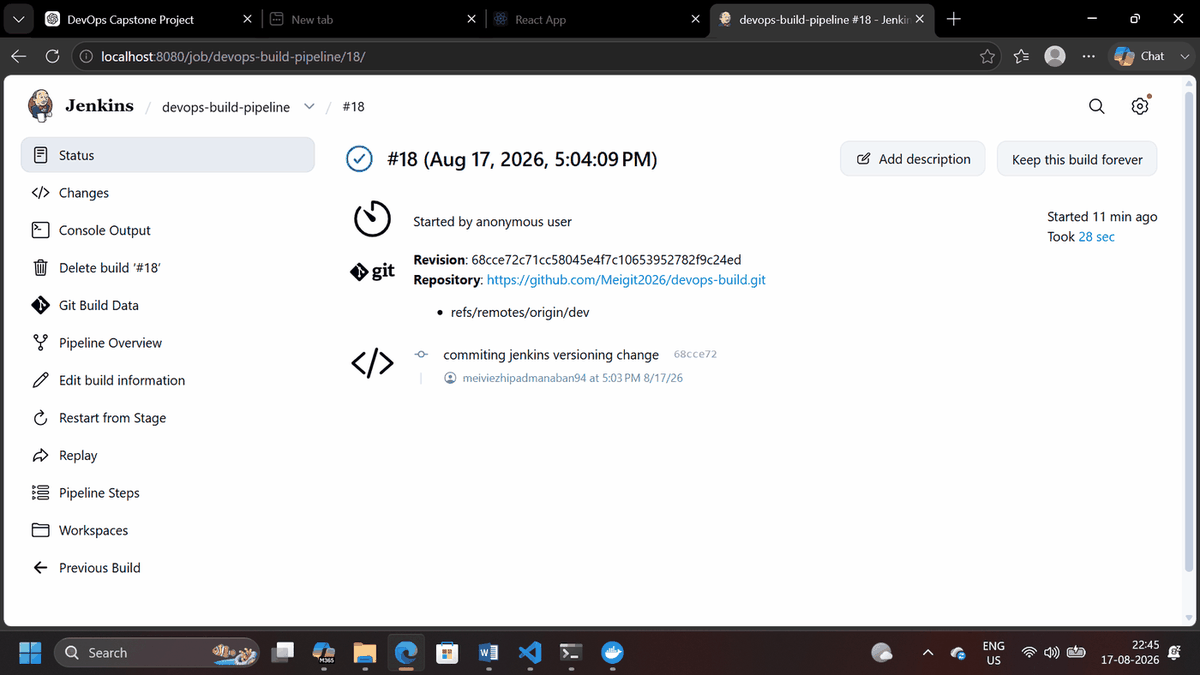 DevOps Capstone Project
New tab
React App
devops-build-pipeline #18 - Jenkin
localhost:8080/job/devops-build-pipeline/18/
Chat
Jenkins / devops-build-pipeline / #18
Status
Changes
Console Output
Delete build ‘#18’
Git Build Data
Pipeline Overview
Edit build information
Restart from Stage
Replay
Pipeline Steps
Workspaces
Previous Build
#18 (Aug 17, 2026, 5:04:09 PM)
Add description
Keep this build forever
Started by anonymous user
Started 11 min ago
Took 28 sec
git
Revision: 68cce72c71cc58045e4f7c10653952782f9c24ed
Repository: https://github.com/Meigit2026/devops-build.git
• refs/remotes/origin/dev
commiting jenkins versioning change 68cce72
meiviezhipadmanaban94 at 5:03 PM 8/17/26
Search
M365
ENG
US
22:45
17-08-2026